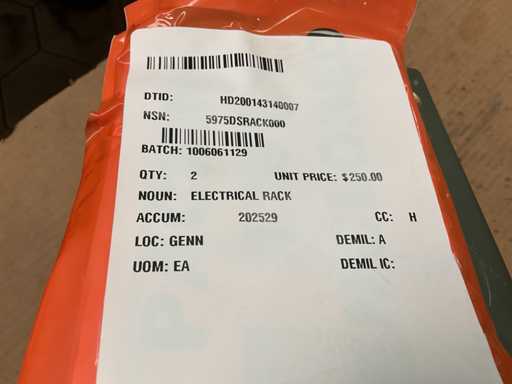 DTID: HD200143140007
NSN: 5975DSRACK000
BATCH: 1006061129
QTY: 2 UNIT PRICE: $250.00
NOUN: ELECTRICAL RACK
ACCUM: 202529 CC: H
LOC: GENN DEMIL: A
UOM: EA DEMIL IC: